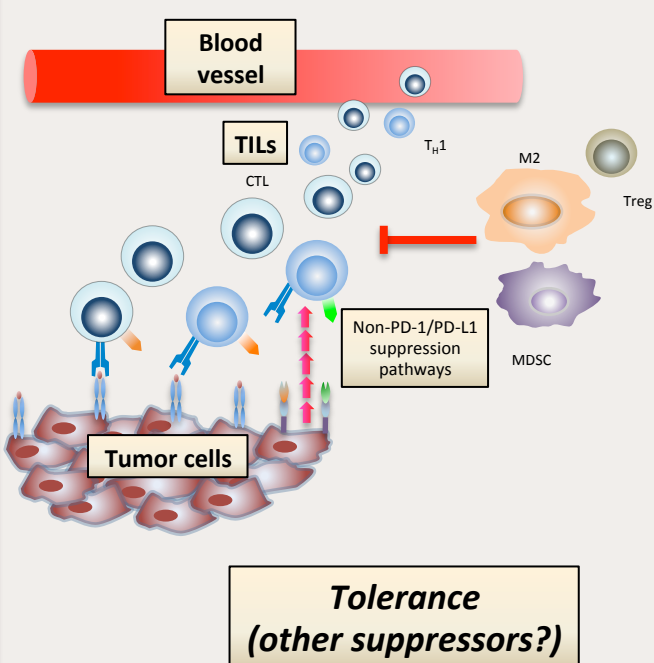 Blood
vessel
TILs
CTL
TH1
M2
Treg
Non-PD-1/PD-L1
suppression
pathways
MDSC
Tumor cells
Tolerance
(other suppressors?)